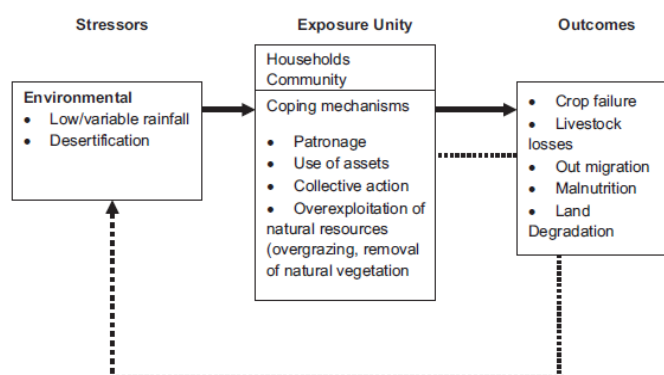 Stressors
Exposure Unity
Outcomes
Environmental
• Low/variable rainfall
• Desertification
Households
Community
Coping mechanisms
• Patronage
• Use of assets
• Collective action
• Overexploitation of
natural resources
(overgrazing, removal
of natural vegetation
• Crop failure
• Livestock
losses
• Out migration
• Malnutrition
• Land
Degradation